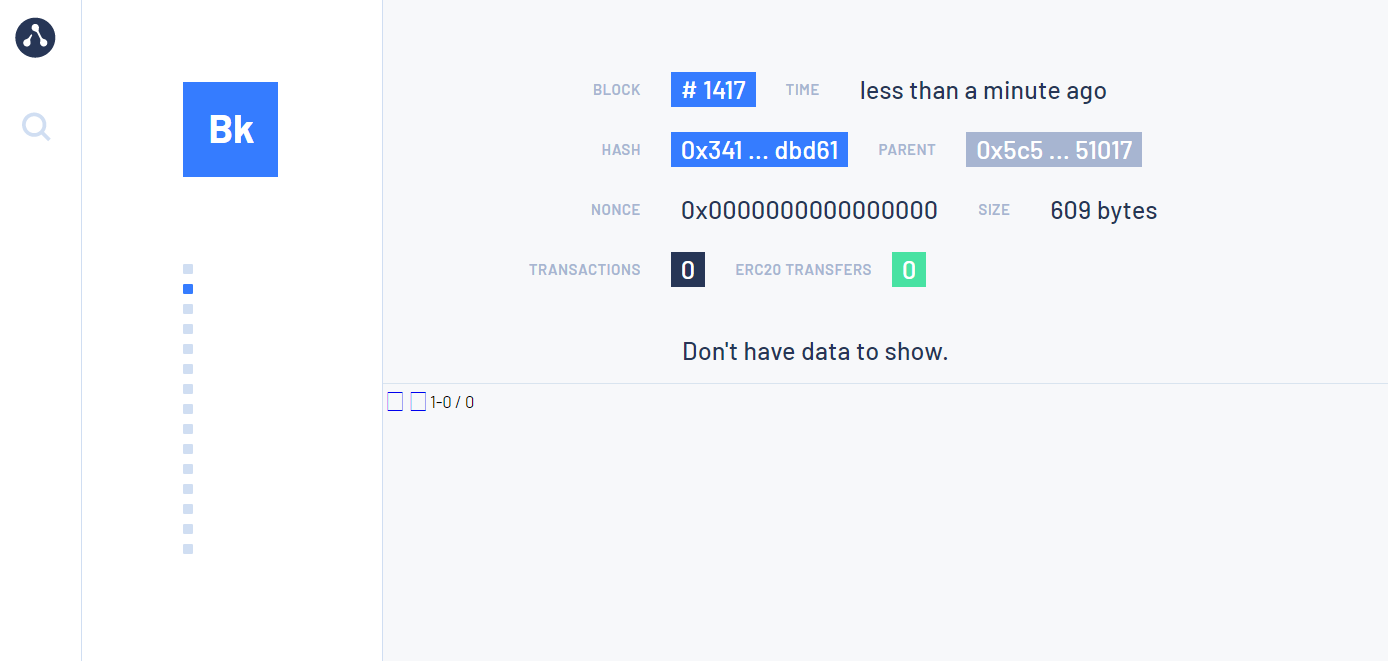 Bk
BLOCK # 1417 TIME less than a minute ago
HASH 0x341 ... dbd61 PARENT 0x5c5 ... 51017
NONCE 0x0000000000000000 SIZE 609 bytes
TRANSACTIONS 0 ERC20 TRANSFERS 0
Don't have data to show.
1-0 / 0